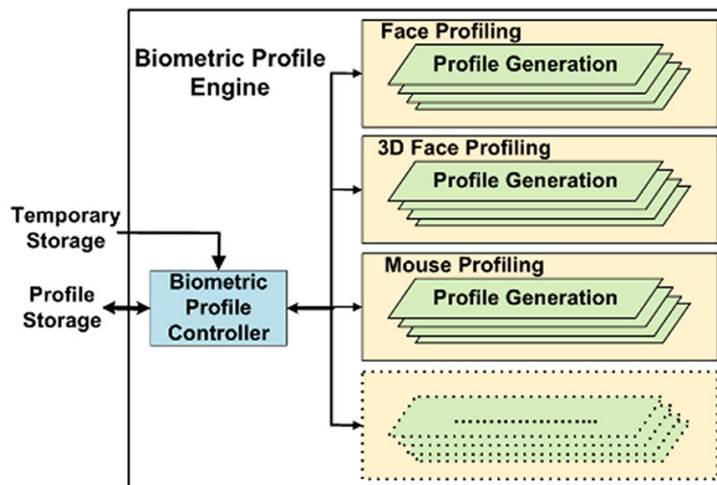 Biometric Profile
Engine
Face Profiling
Profile Generation
3D Face Profiling
Profile Generation
Temporary
Storage
Profile
Storage
Biometric
Profile
Controller
Mouse Profiling
Profile Generation